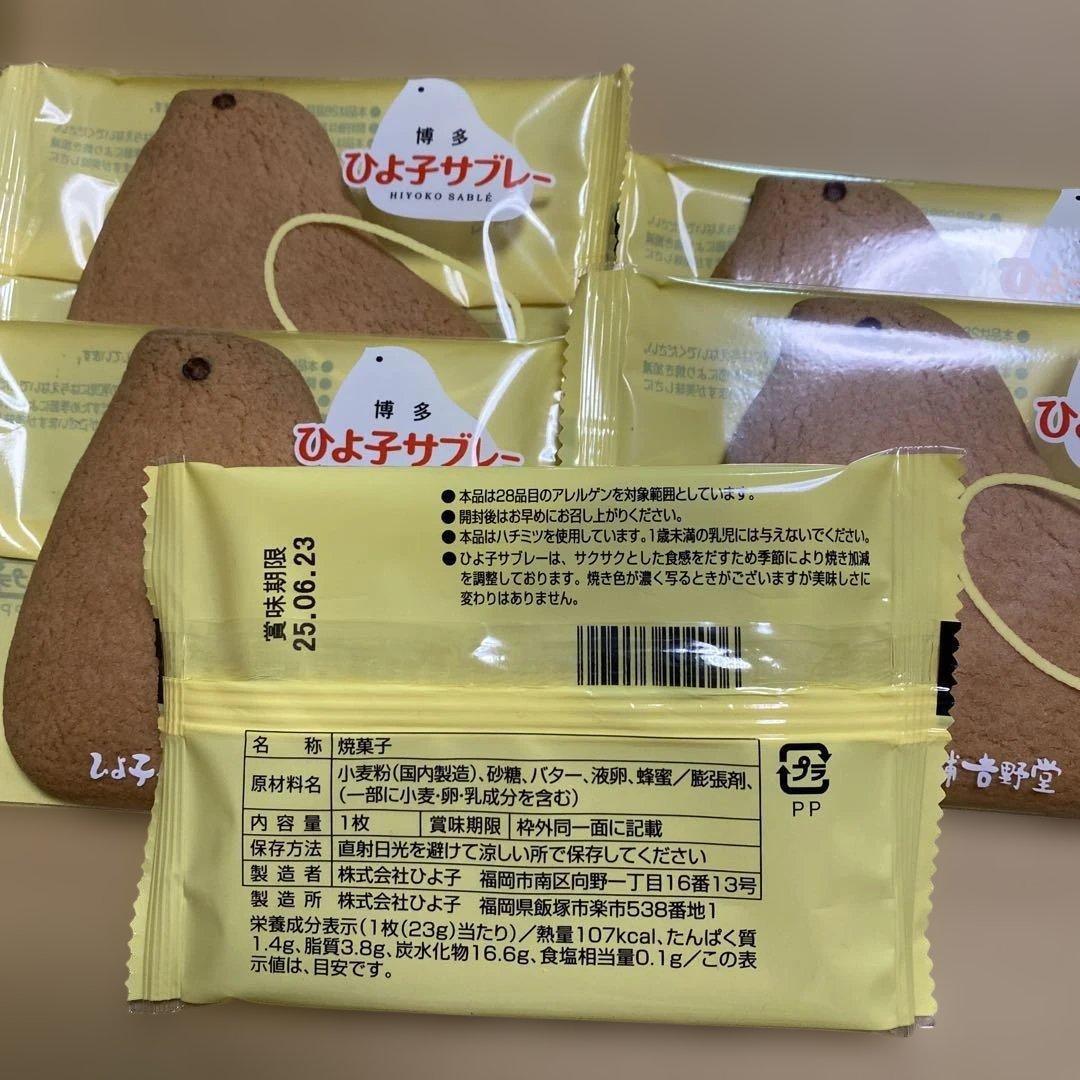 博多
ひよ子サブレー
HIYOKO SABLÉ
博多
ひよ子サブレー
ひよ
ひよ
●本品は28品目のアレルゲンを対象範囲としています。
●開封後はお早めにお召し上がりください。
●本品はハチミツを使用しています。1歳未満の乳児には与えないでください。
●ひよ子サブレーは、サクサクとした食感をだすため季節により焼き加減
を調整しております。焼き色が濃く写るときがございますが美味しさに
変わりはありません。
賞味期限
25.06.23
名 称 焼菓子
原材料名 小麦粉(国内製造)、砂糖、バター、液卵、蜂蜜/膨張剤、
(一部に小麦・卵・乳成分を含む)
内容量 1枚 賞味期限 枠外同一面に記載
保存方法 直射日光を避けて涼しい所で保存してください
製造者 株式会社ひよ子 福岡市南区向野一丁目16番13号
製造所 株式会社ひよ子 福岡県飯塚市楽市538番地1
栄養成分表示(1枚(23g)当たり)/熱量107kcal、たんぱく質
1.4g、脂質3.8g、炭水化物16.6g、食塩相当量0.1g/この表
示値は、目安です。
プラ
PP
ひよ子
吉野堂